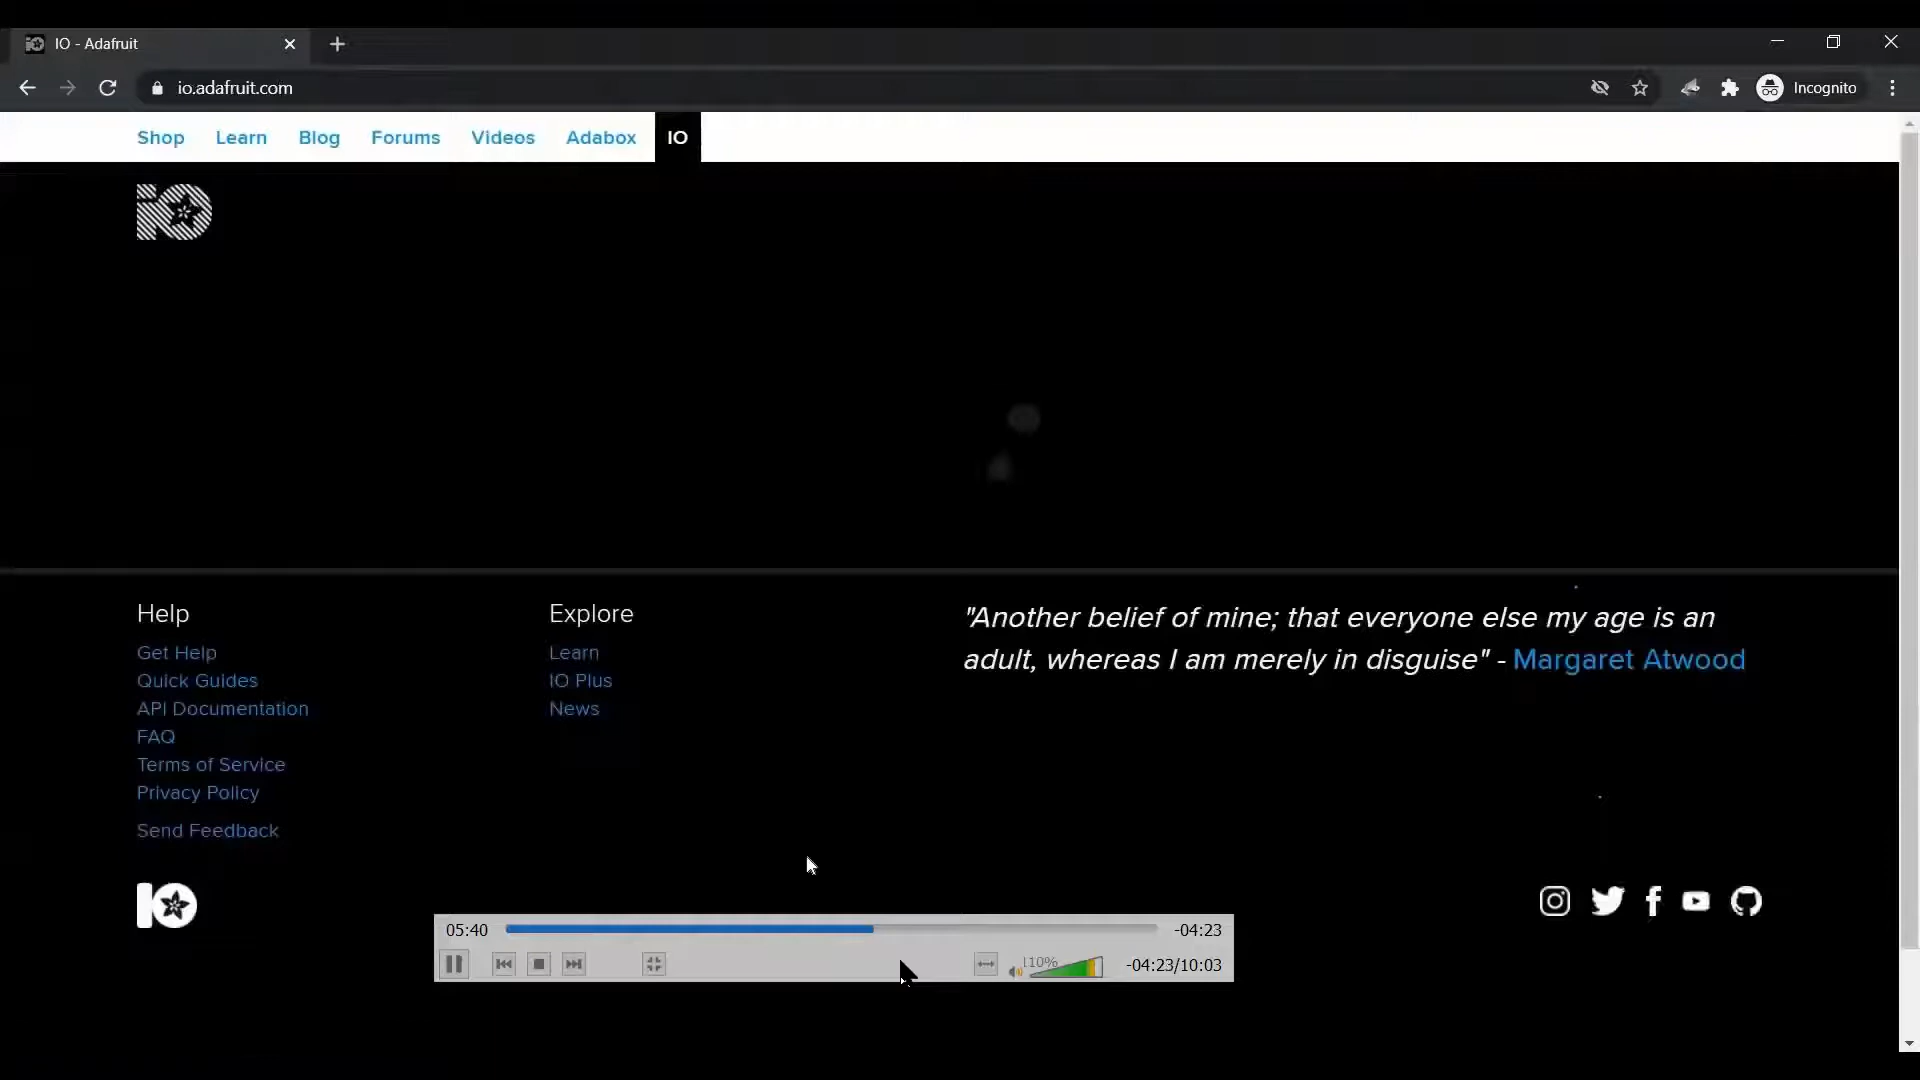 IO - Adafruit
io.adafruit.com
Incognito
Shop Learn Blog Forums Videos Adabox IO
iO
Help
Get Help
Quick Guides
API Documentation
FAQ
Terms of Service
Privacy Policy
Send Feedback
Explore
Learn
IO Plus
News
"Another belief of mine; that everyone else my age is an
adult, whereas I am merely in disguise" - Margaret Atwood
IO
05:40 -04:23
110% -04:23/10:03